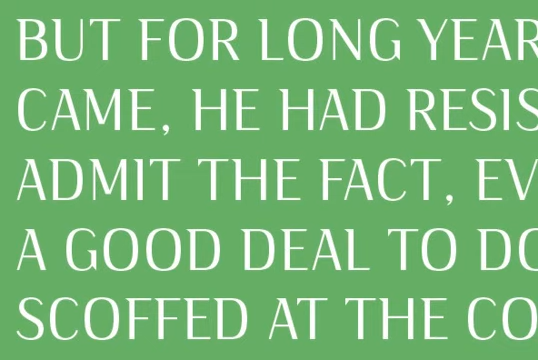 BUT FOR LONG YEAR
CAME, HE HAD RESIS
ADMIT THE FACT, EV
A GOOD DEAL TO DO
SCOFFED AT THE CO